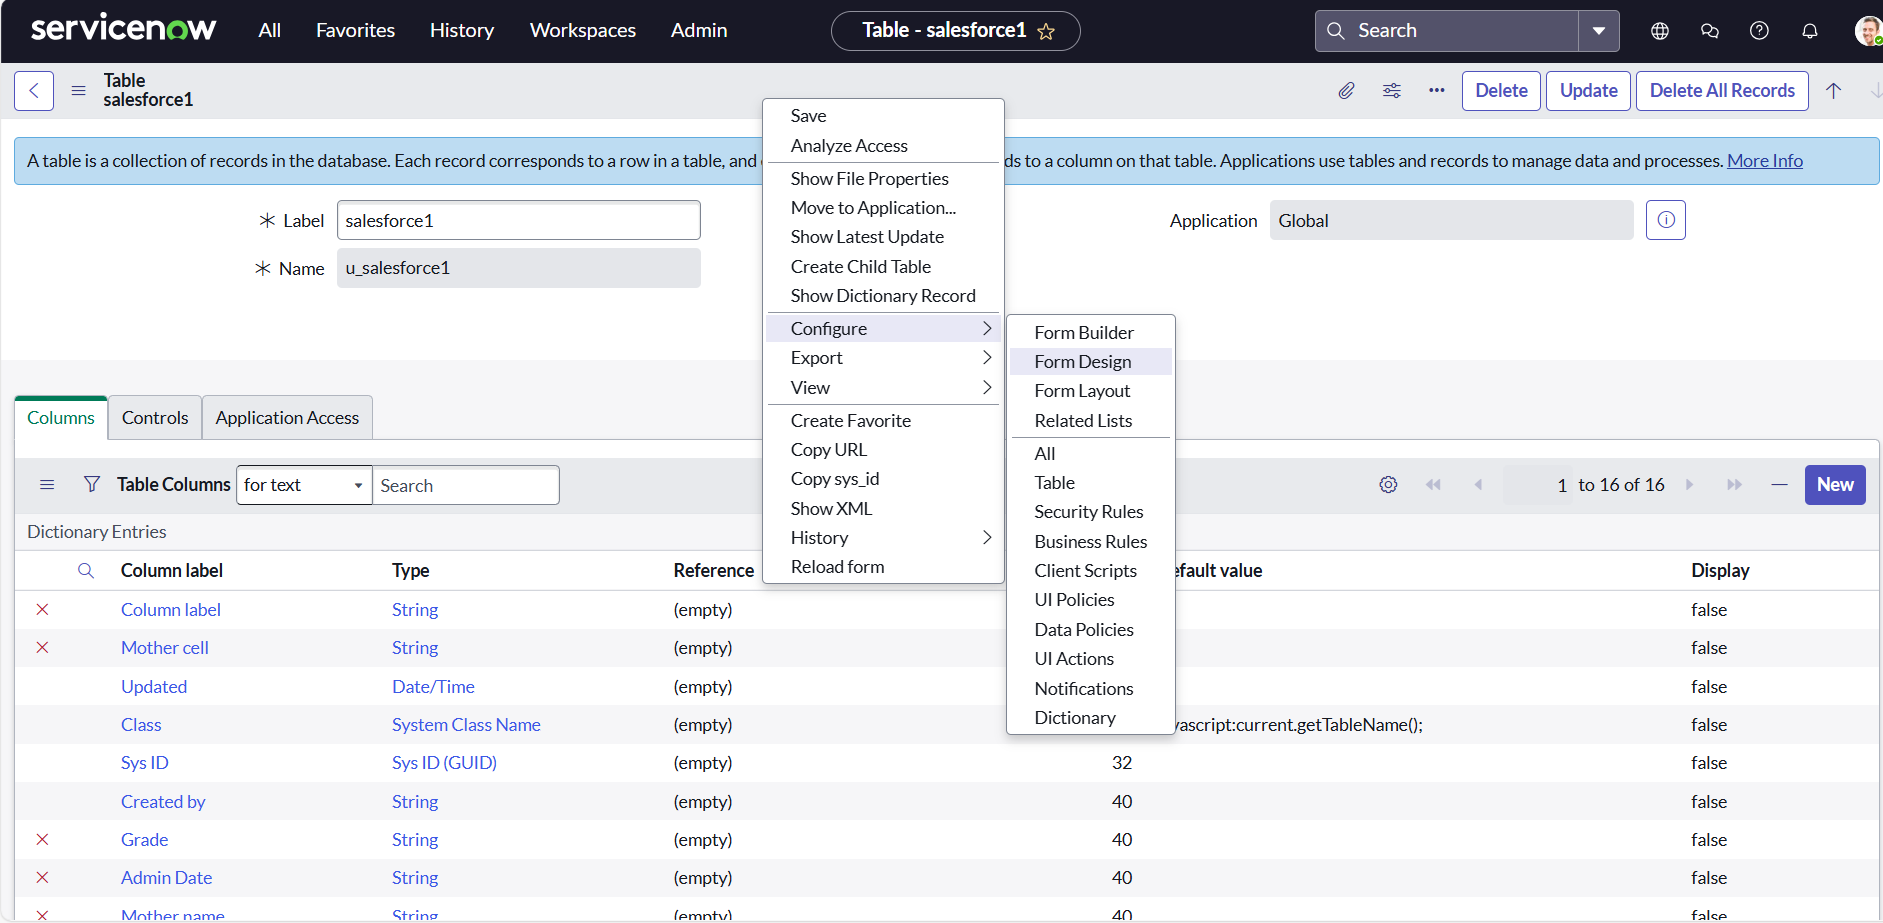 servicenow All Favorites History Workspaces Admin Table - salesforce1 Search
Table
salesforce1
Delete Update Delete All Records
A table is a collection of records in the database. Each record corresponds to a row in a table, and
ds to a column on that table. Applications use tables and records to manage data and processes. More Info
Label salesforce1
Application Global
Name u_salesforce1
Save
Analyze Access
Show File Properties
Move to Application...
Show Latest Update
Create Child Table
Show Dictionary Record
Configure
Export
View
Create Favorite
Copy URL
Copy sys_id
Show XML
History
Reload form
Form Builder
Form Design
Form Layout
Related Lists
All
Table
Security Rules
Business Rules
Client Scripts
UI Policies
Data Policies
UI Actions
Notifications
Dictionary
Columns Controls Application Access
Table Columns for text Search 1 to 16 of 16 New
Dictionary Entries
Column label Type Reference efault value Display
Column label String (empty) false
Mother cell String (empty) false
Updated Date/Time (empty) false
Class System Class Name (empty) vascript:current.getTableName(); false
Sys ID Sys ID (GUID) (empty) 32 false
Created by String (empty) 40 false
Grade String (empty) 40 false
Admin Date String (empty) 40 false
Mother name String (empty) 40 false